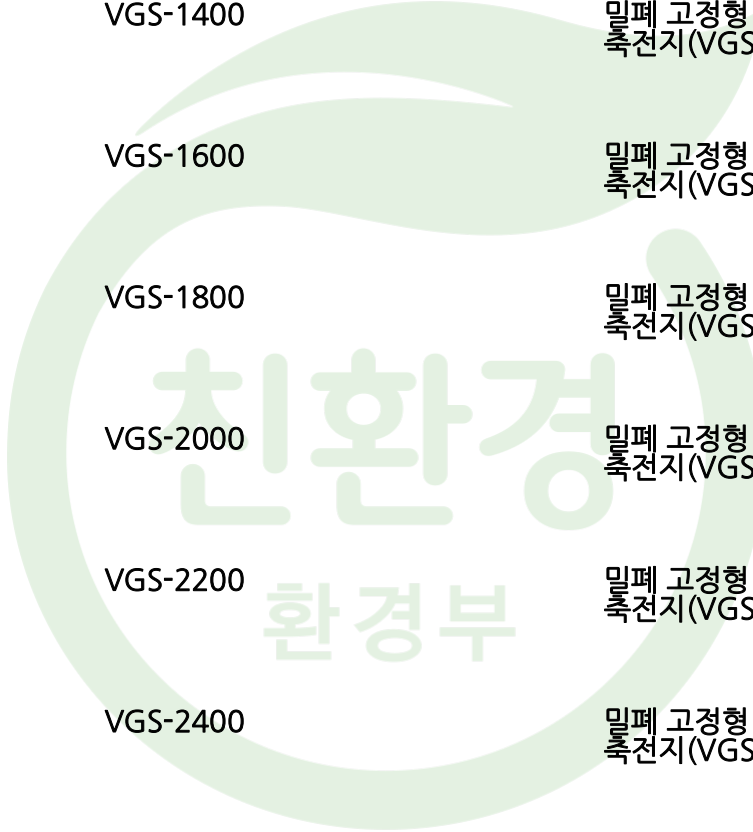 VGS-1400 밀폐 고정형
축전지(VGS
VGS-1600 밀폐 고정형
축전지(VGS
VGS-1800 밀폐 고정형
축전지(VGS
친환경
VGS-2000 밀폐 고정형
축전지(VGS
VGS-2200 밀폐 고정형
축전지(VGS
환경부
VGS-2400 밀폐 고정형
축전지(VGS